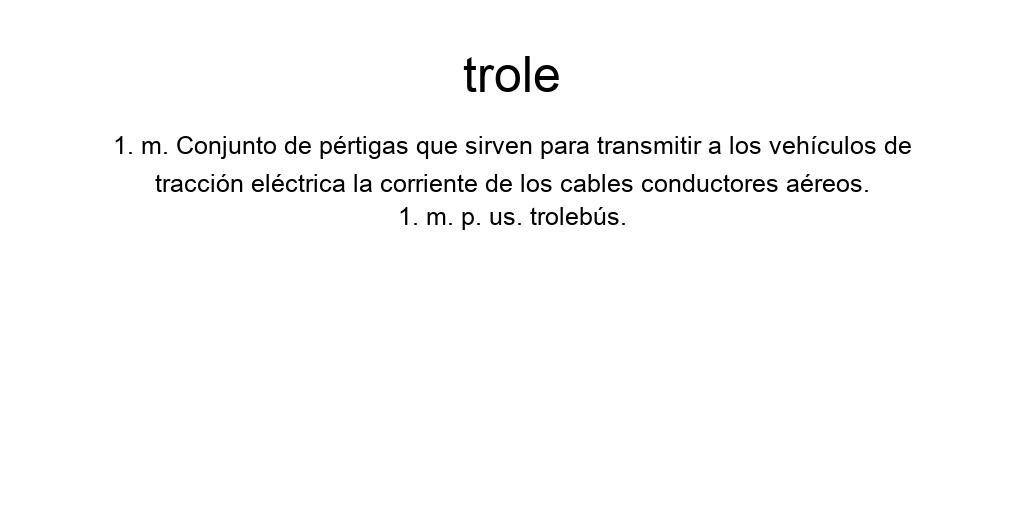 trole
1. m. Conjunto de pértigas que sirven para transmitir a los vehículos de
tracción eléctrica la corriente de los cables conductores aéreos.
1. m. p. us. trolebús.